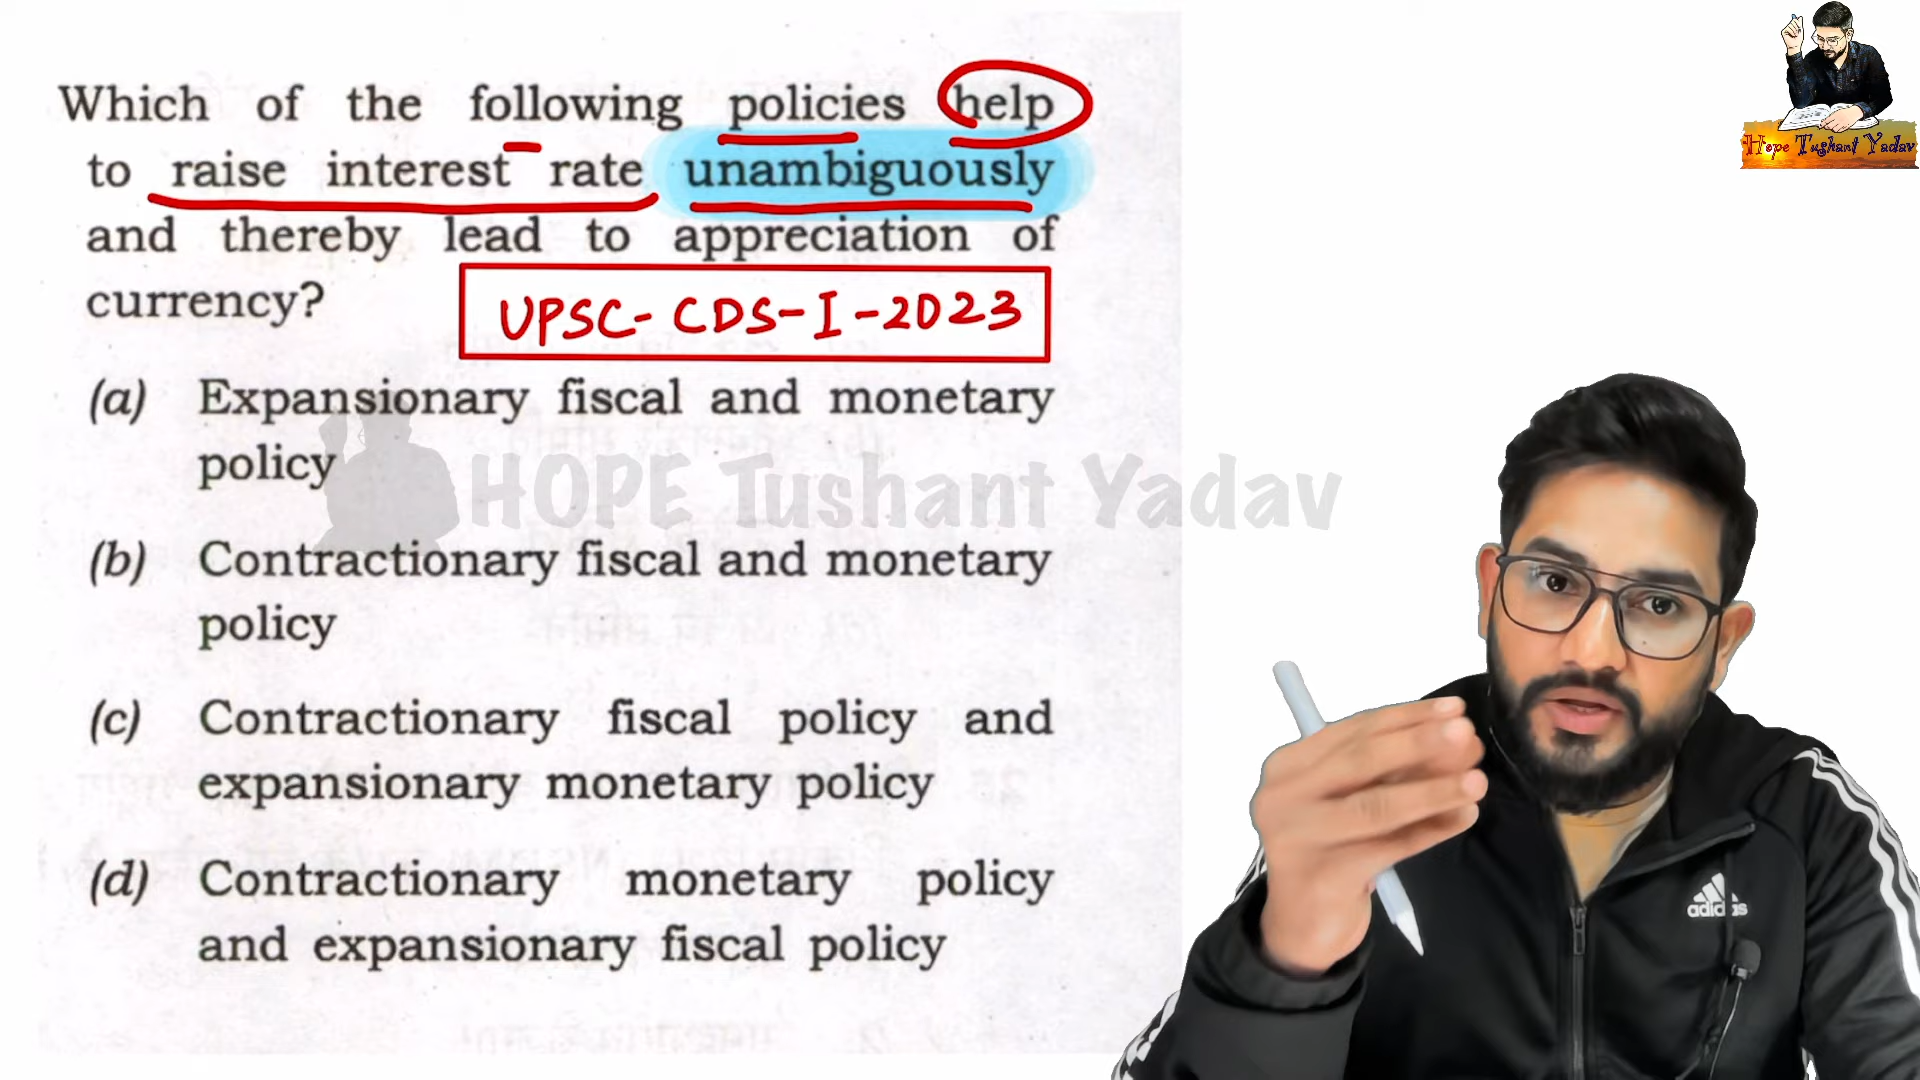 Which of the following policies help
to raise interest rate unambiguously
and thereby lead to appreciation of
currency?
UPSC- CDS-I-2023
(a) Expansionary fiscal and monetary
policy
(b) Contractionary fiscal and monetary
policy
(c) Contractionary fiscal policy and
expansionary monetary policy
(d) Contractionary monetary policy
and expansionary fiscal policy
HOPE Tushant Yadav
Hope Tushant Yadav
adidas